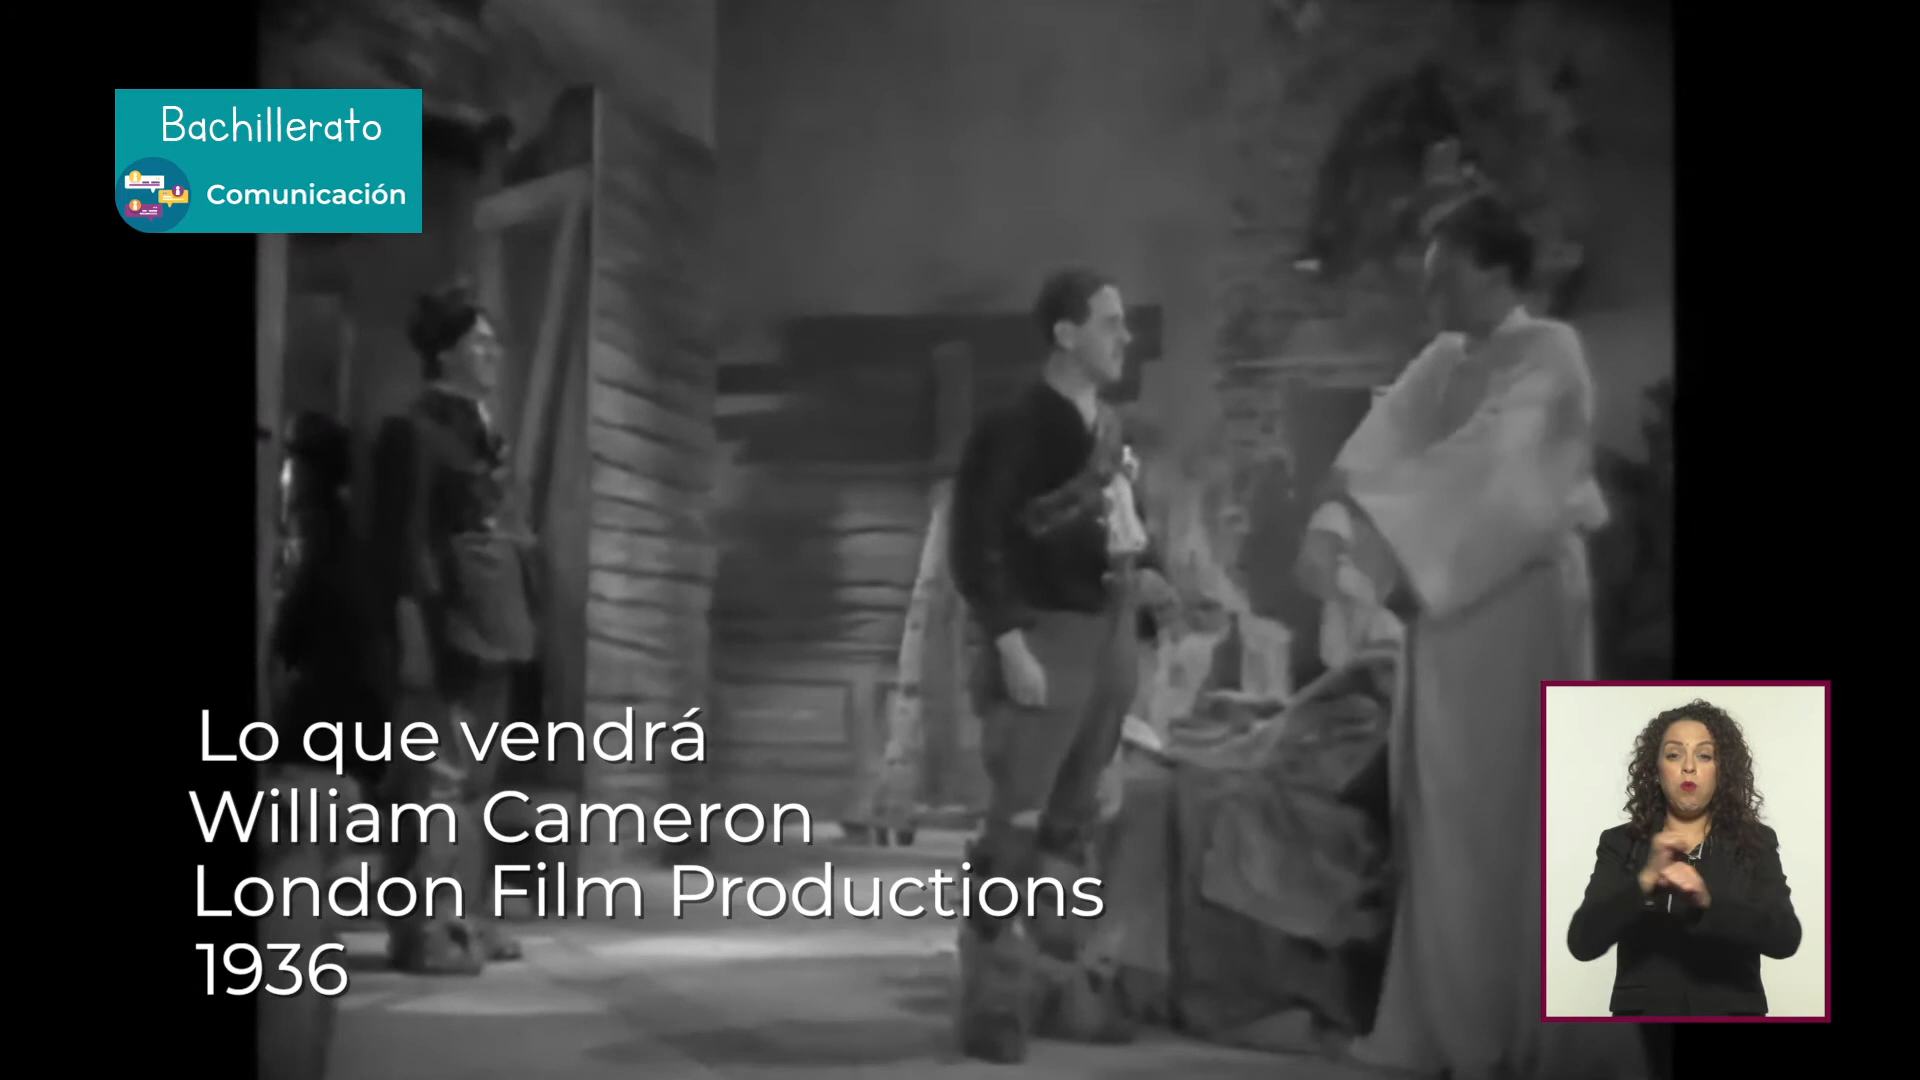 Bachillerato
Comunicación
Lo que vendrá
William Cameron
London Film Productions
1936